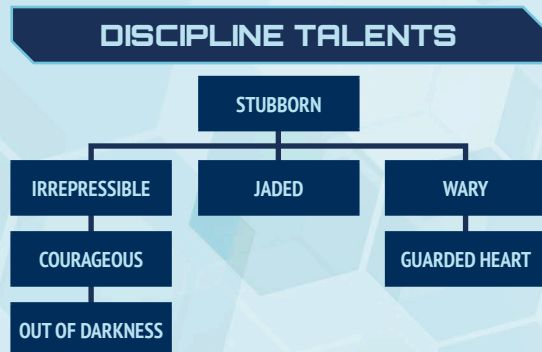 DISCIPLINE TALENTS
STUBBORN
IRREPRESSIBLE
JADED
WARY
COURAGEOUS
GUARDED HEART
OUT OF DARKNESS